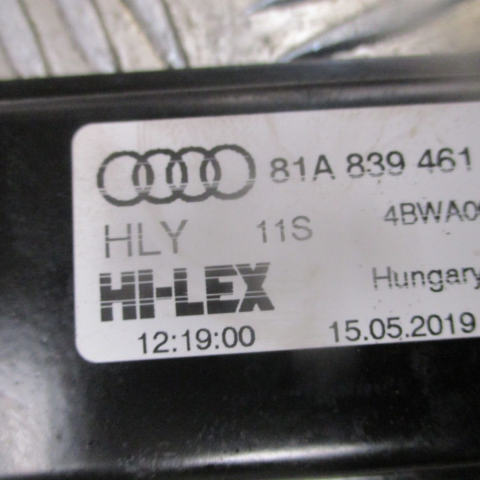 81A 839 461
HLY 11S 4BWA0
HI-LEX Hungary
12:19:00 15.05.2019